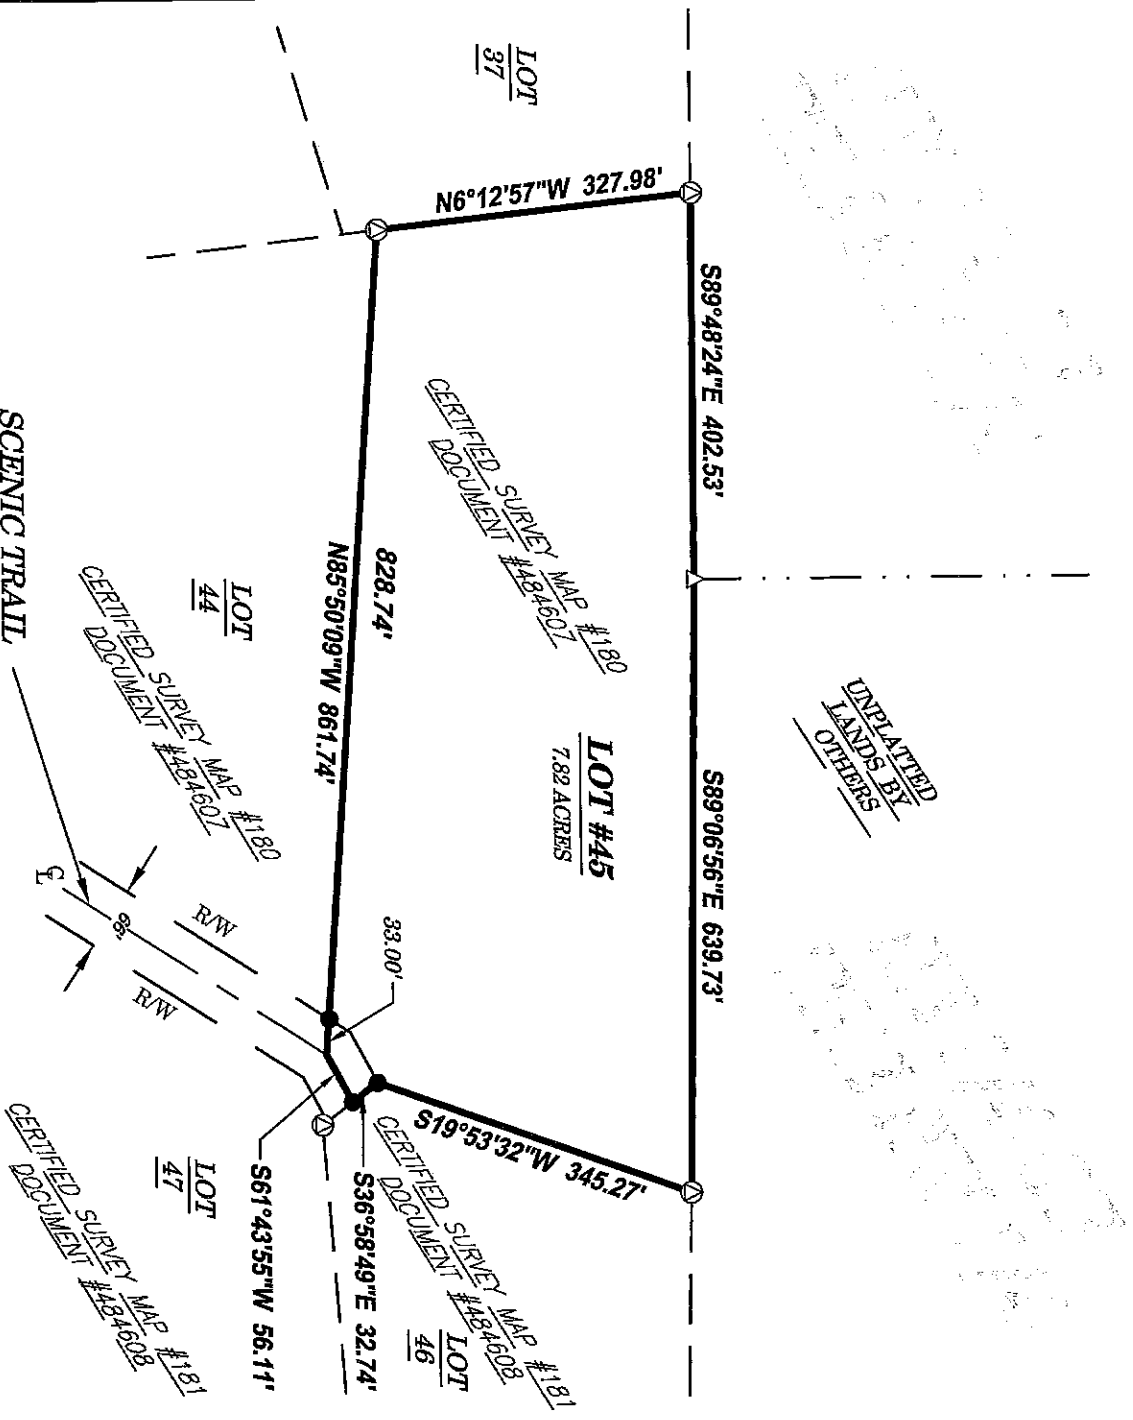 LOT
37
N6°12'57"W 327.98'
S89°48'24"E 402.53'
S89°06'56"E 639.73'
UNPLATTED
LANDS BY
OTHERS
CERTIFIED SURVEY MAP #180
DOCUMENT #484607
LOT #45
7.82 ACRES
828.74'
N85°50'09"W 861.74'
33.00'
S19°53'32"W 345.27'
S36°58'49"E 32.74'
S61°43'55"W 56.11'
LOT
44
CERTIFIED SURVEY MAP #180
DOCUMENT #484607
SCENIC TRAIL
CL
66
R/W
R/W
CERTIFIED SURVEY MAP #181
DOCUMENT #484608
LOT
46
LOT
47
CERTIFIED SURVEY MAP #181
DOCUMENT #484608